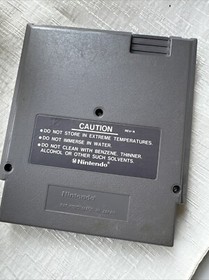 CAUTION
•DO NOT STORE IN EXTREME TEMPERATURES.
•DO NOT IMMERSE IN WATER.
•DO NOT CLEAN WITH BENZENE, THINNER,
ALCOHOL OR OTHER SUCH SOLVENTS.
Nintendo®
Nintendo®